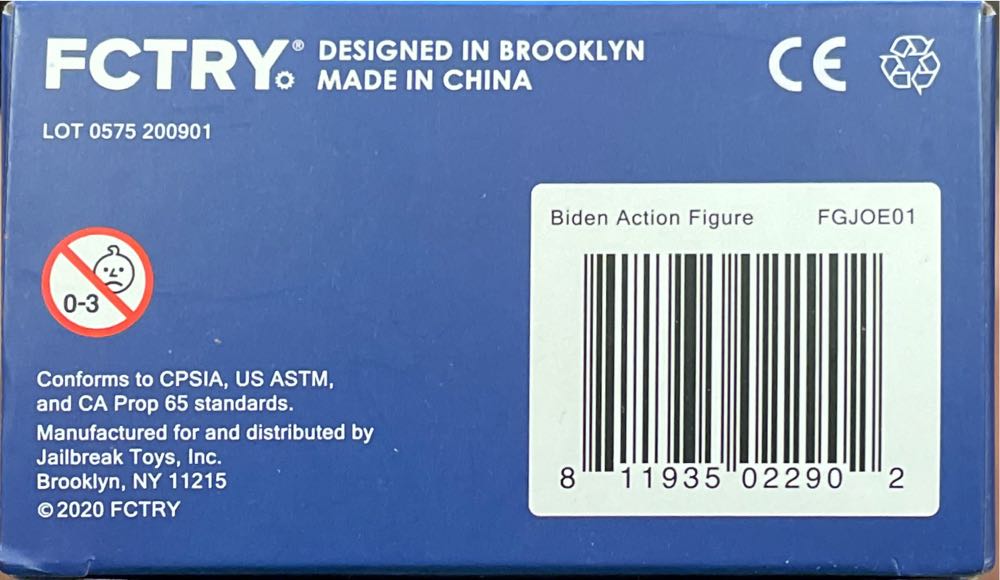 FCTRY® DESIGNED IN BROOKLYN
MADE IN CHINA
CE
LOT 0575 200901
0-3
Conforms to CPSIA, US ASTM,
and CA Prop 65 standards.
Manufactured for and distributed by
Jailbreak Toys, Inc.
Brooklyn, NY 11215
©2020 FCTRY
Biden Action Figure FGJOE01
8 11935 02290 2